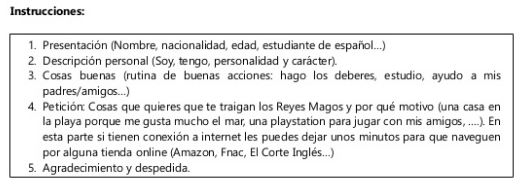 Instrucciones:
1. Presentación (Nombre, nacionalidad, edad, estudiante de español...)
2. Descripción personal (Soy, tengo, personalidad y carácter).
3. Cosas buenas (rutina de buenas acciones: hago los deberes, estudio, ayudo a mis
padres/amigos...)
4. Petición: Cosas que quieres que te traigan los Reyes Magos y por qué motivo (una casa en
la playa porque me gusta mucho el mar, una playstation para jugar con mis amigos, ....). En
esta parte si tienen conexión a internet les puedes dejar unos minutos para que naveguen
por alguna tienda online (Amazon, Fnac, El Corte Inglés...)
5. Agradecimiento y despedida.